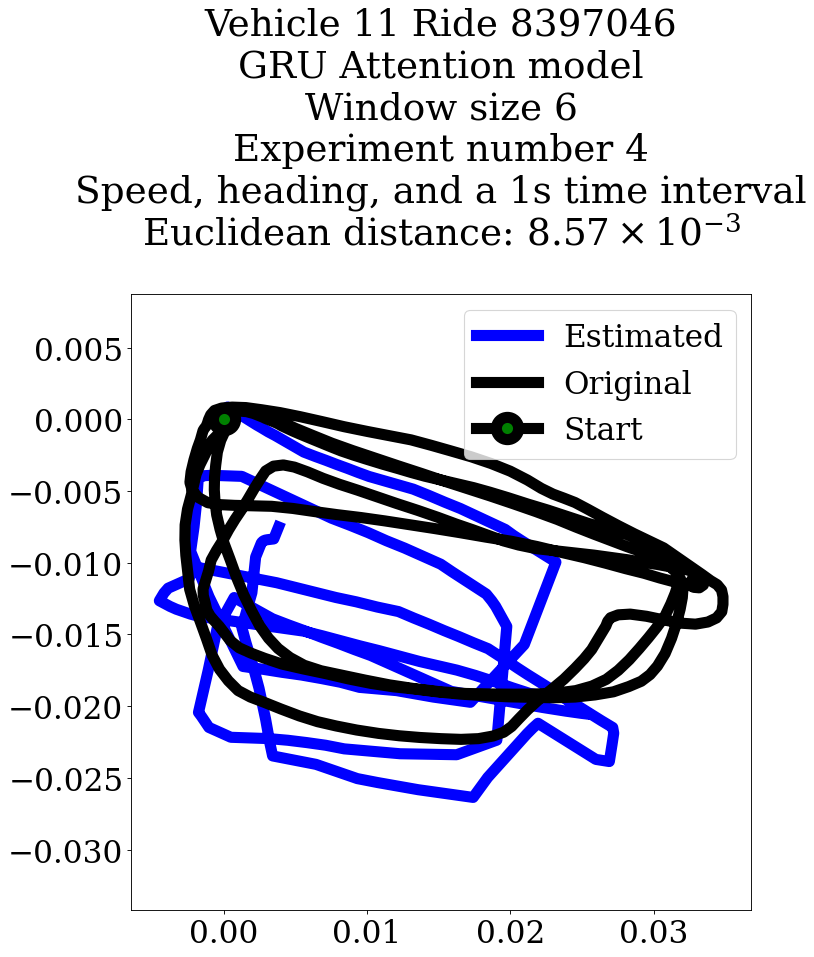 Vehicle 11 Ride 8397046
GRU Attention model
Window size 6
Experiment number 4
Speed, heading, and a 1s time interval
Euclidean distance: 8.57 × 10⁻³
Estimated
Original
Start
0.005
0.000
−0.005
−0.010
−0.015
−0.020
−0.025
−0.030
0.00 0.01 0.02 0.03